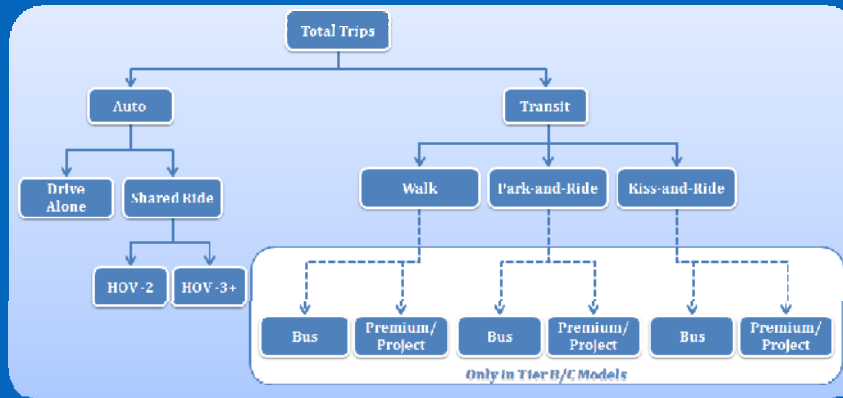 Total Trips
Auto
Transit
Drive
Alone
Shared Ride
Walk
Park-and-Ride
Kiss-and-Ride
HOV-2
HOV-3+
Bus
Premium/
Project
Bus
Premium/
Project
Bus
Premium/
Project
Only in Tier B/C Models